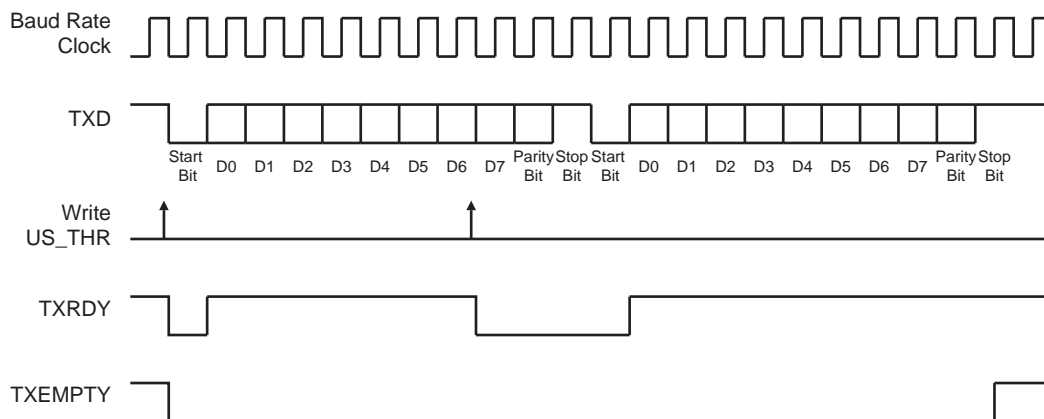 Baud Rate
Clock
TXD
Start
Bit
D0
D1
D2
D3
D4
D5
D6
D7
Parity
Bit
Stop
Bit
Start
Bit
D0
D1
D2
D3
D4
D5
D6
D7
Parity
Bit
Stop
Bit
Write
US_THR
TXRDY
TXEMPTY